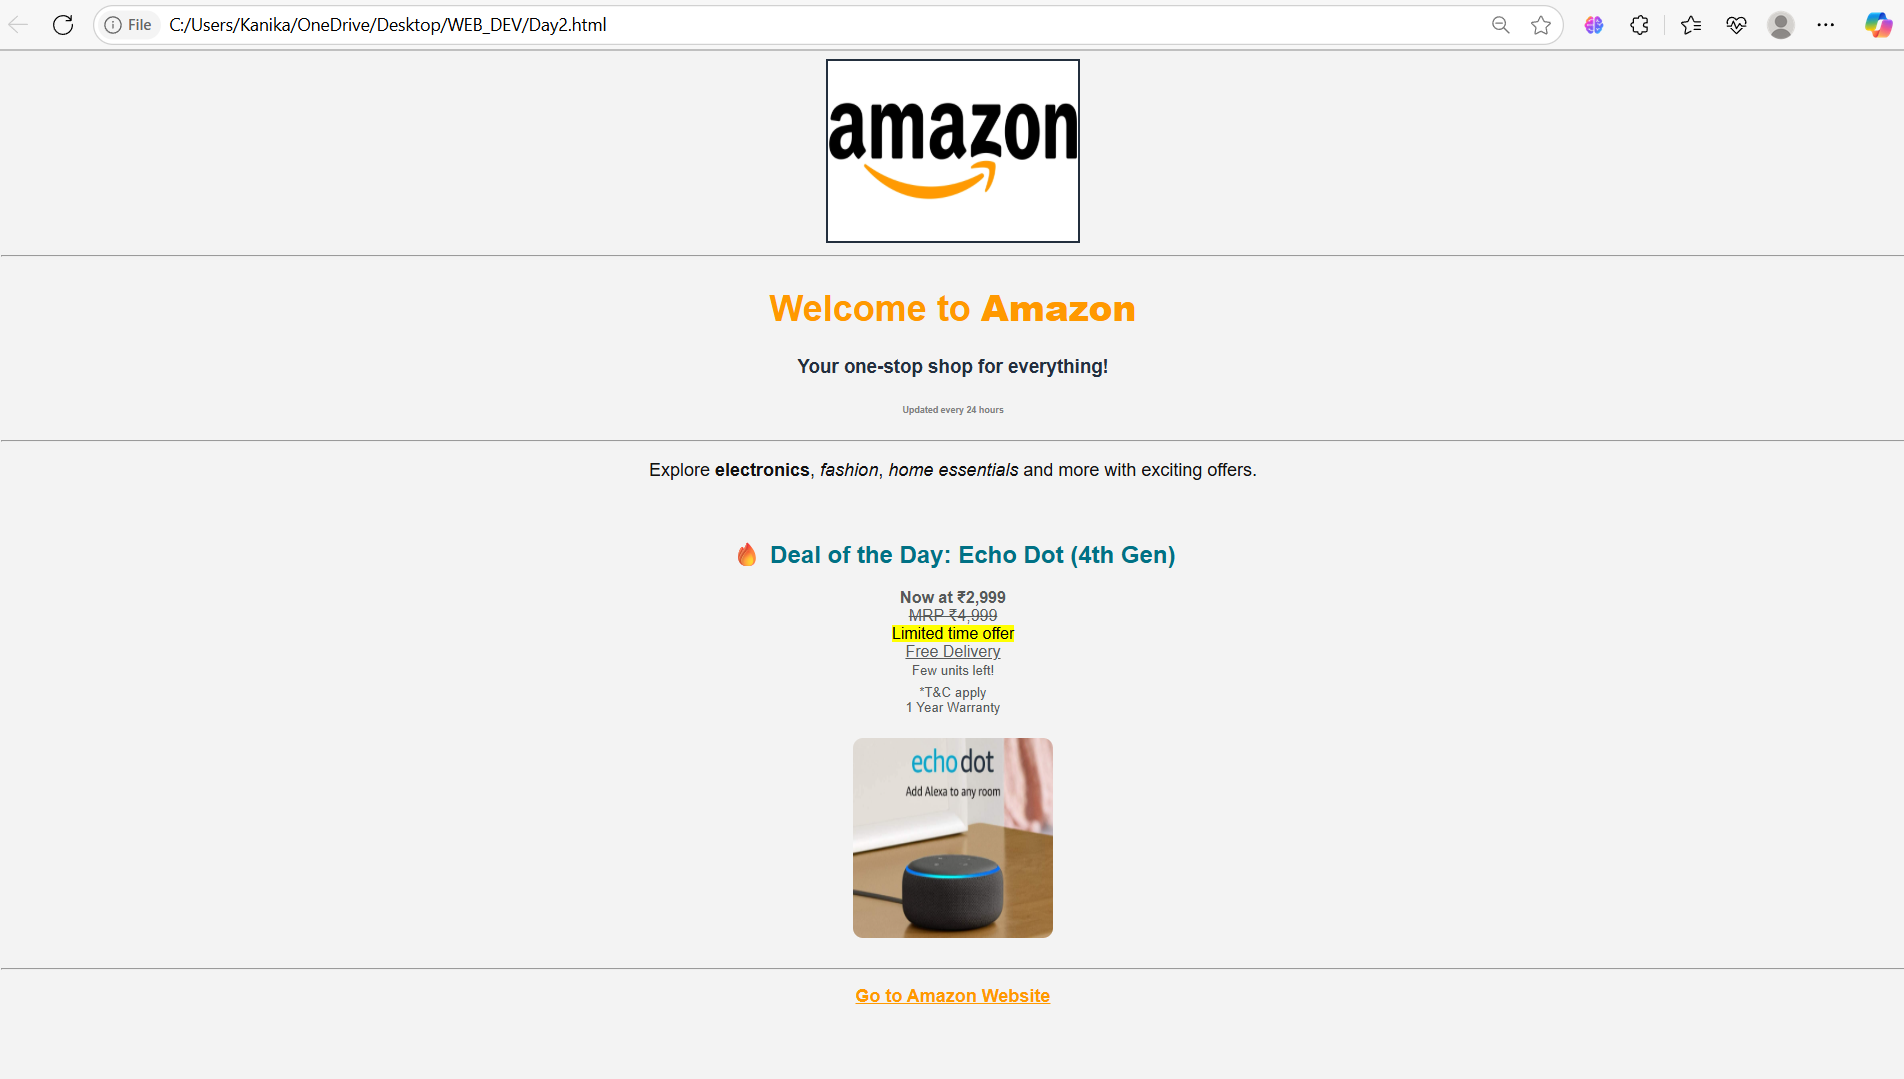 File C:/Users/Kanika/OneDrive/Desktop/WEB_DEV/Day2.html
amazon
Welcome to Amazon
Your one-stop shop for everything!
Updated every 24 hours
Explore electronics, fashion, home essentials and more with exciting offers.
🔥 Deal of the Day: Echo Dot (4th Gen)
Now at ₹2,999
MRP ₹4,999
Limited time offer
Free Delivery
Few units left!
*T&C apply
1 Year Warranty
echo dot
Add Alexa to any room
Go to Amazon Website